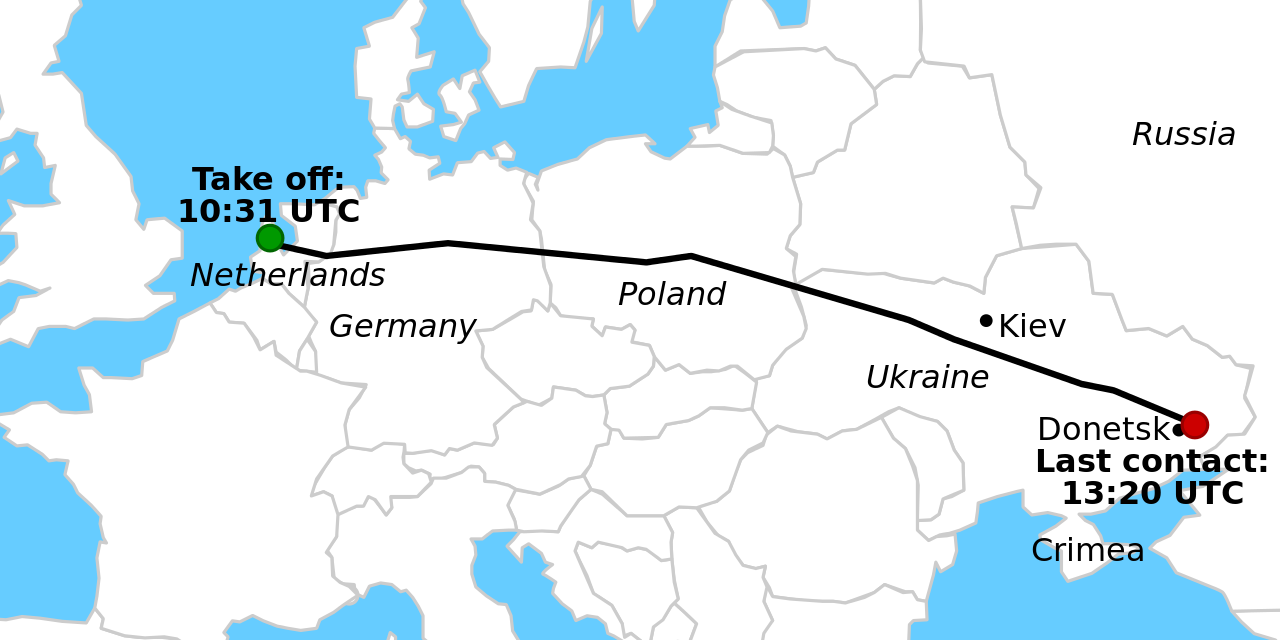 Russia
Take off:
10:31 UTC
Netherlands
Poland
Germany
Kiev
Ukraine
Donetsk
Last contact:
13:20 UTC
Crimea